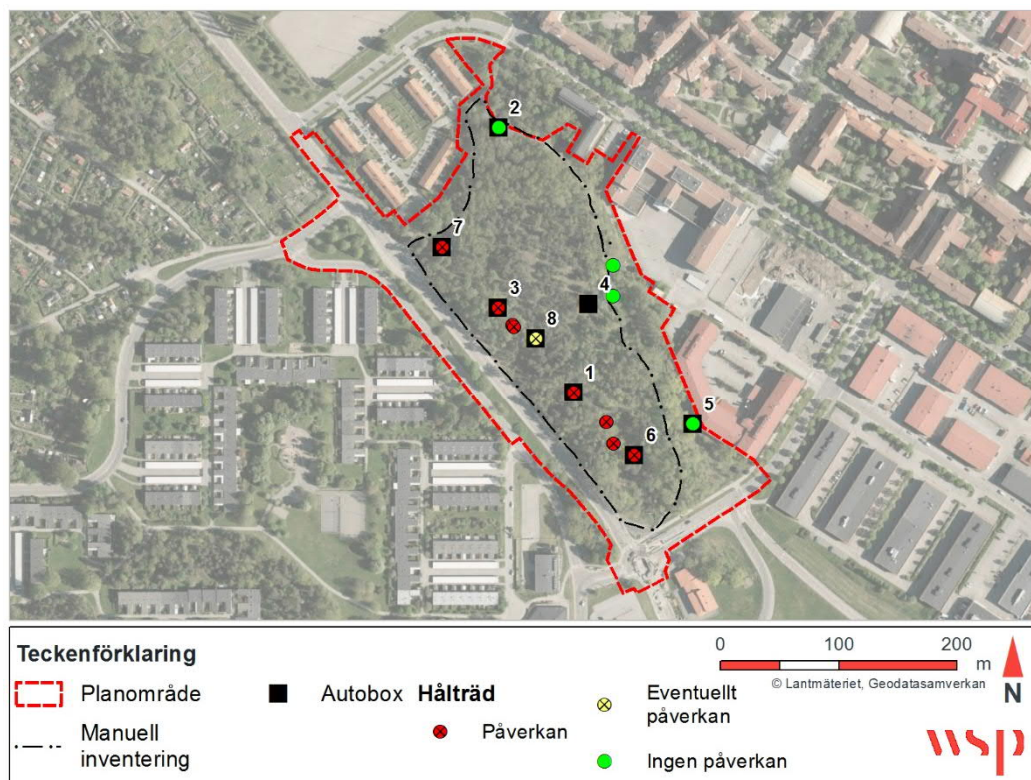 2
7
3
4
8
1
5
6
Teckenförklaring
Planområde
Manuell
inventering
Autobox
Hålträd
Påverkan
Eventuellt
påverkan
Ingen påverkan
0 100 200
m
© Lantmäteriet, Geodatasamverkan
N
wsp